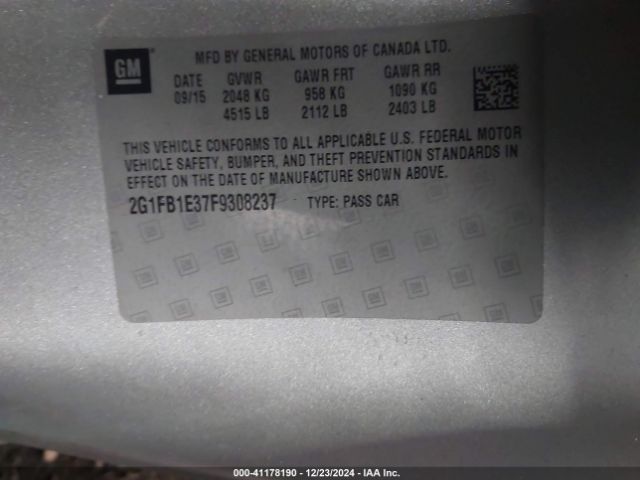 GM
MFD BY GENERAL MOTORS OF CANADA LTD.
DATE GVWR GAWR FRT GAWR RR
09/15 2048 KG 958 KG 1090 KG
4515 LB 2112 LB 2403 LB
THIS VEHICLE CONFORMS TO ALL APPLICABLE U.S. FEDERAL MOTOR
VEHICLE SAFETY, BUMPER, AND THEFT PREVENTION STANDARDS IN
EFFECT ON THE DATE OF MANUFACTURE SHOWN ABOVE.
2G1FB1E37F9308237 TYPE: PASS CAR
000-41178190 - 12/23/2024 - IAA Inc.